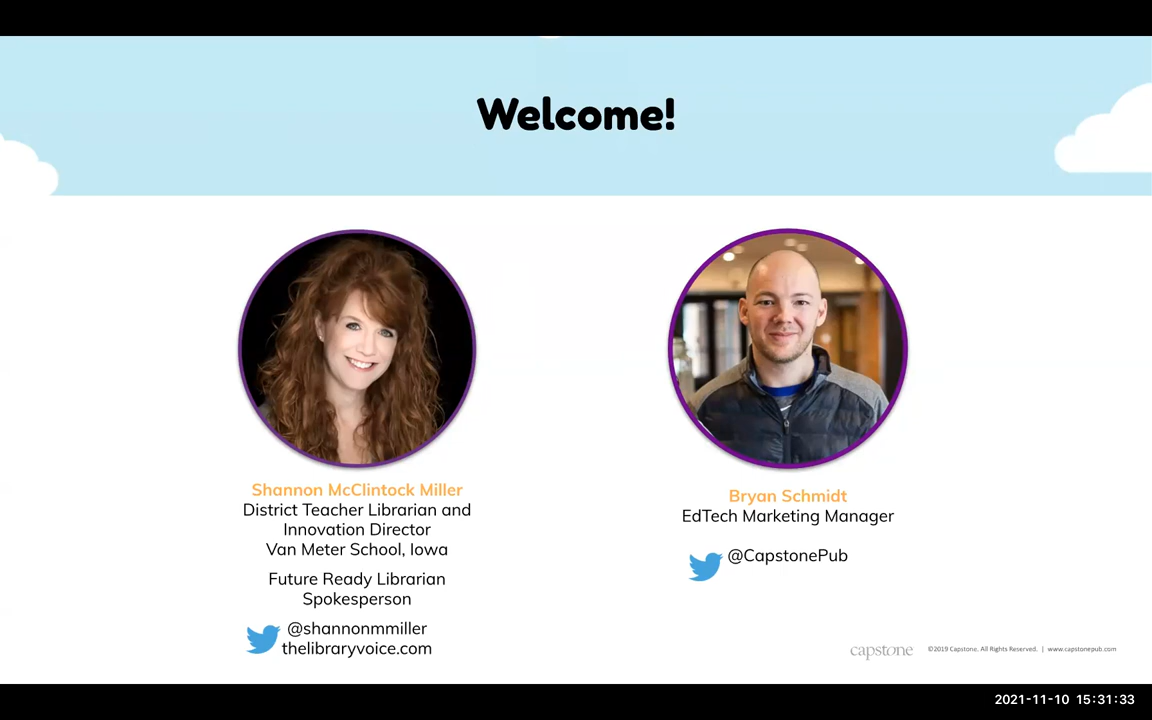 Welcome!
Shannon McClintock Miller
District Teacher Librarian and
Innovation Director
Van Meter School, Iowa
Future Ready Librarian
Spokesperson
@shannonmmiller
thelibraryvoice.com
Bryan Schmidt
EdTech Marketing Manager
@CapstonePub
capstone
©2019 Capstone. All Rights Reserved. | www.capstonepub.com
2021-11-10 15:31:33